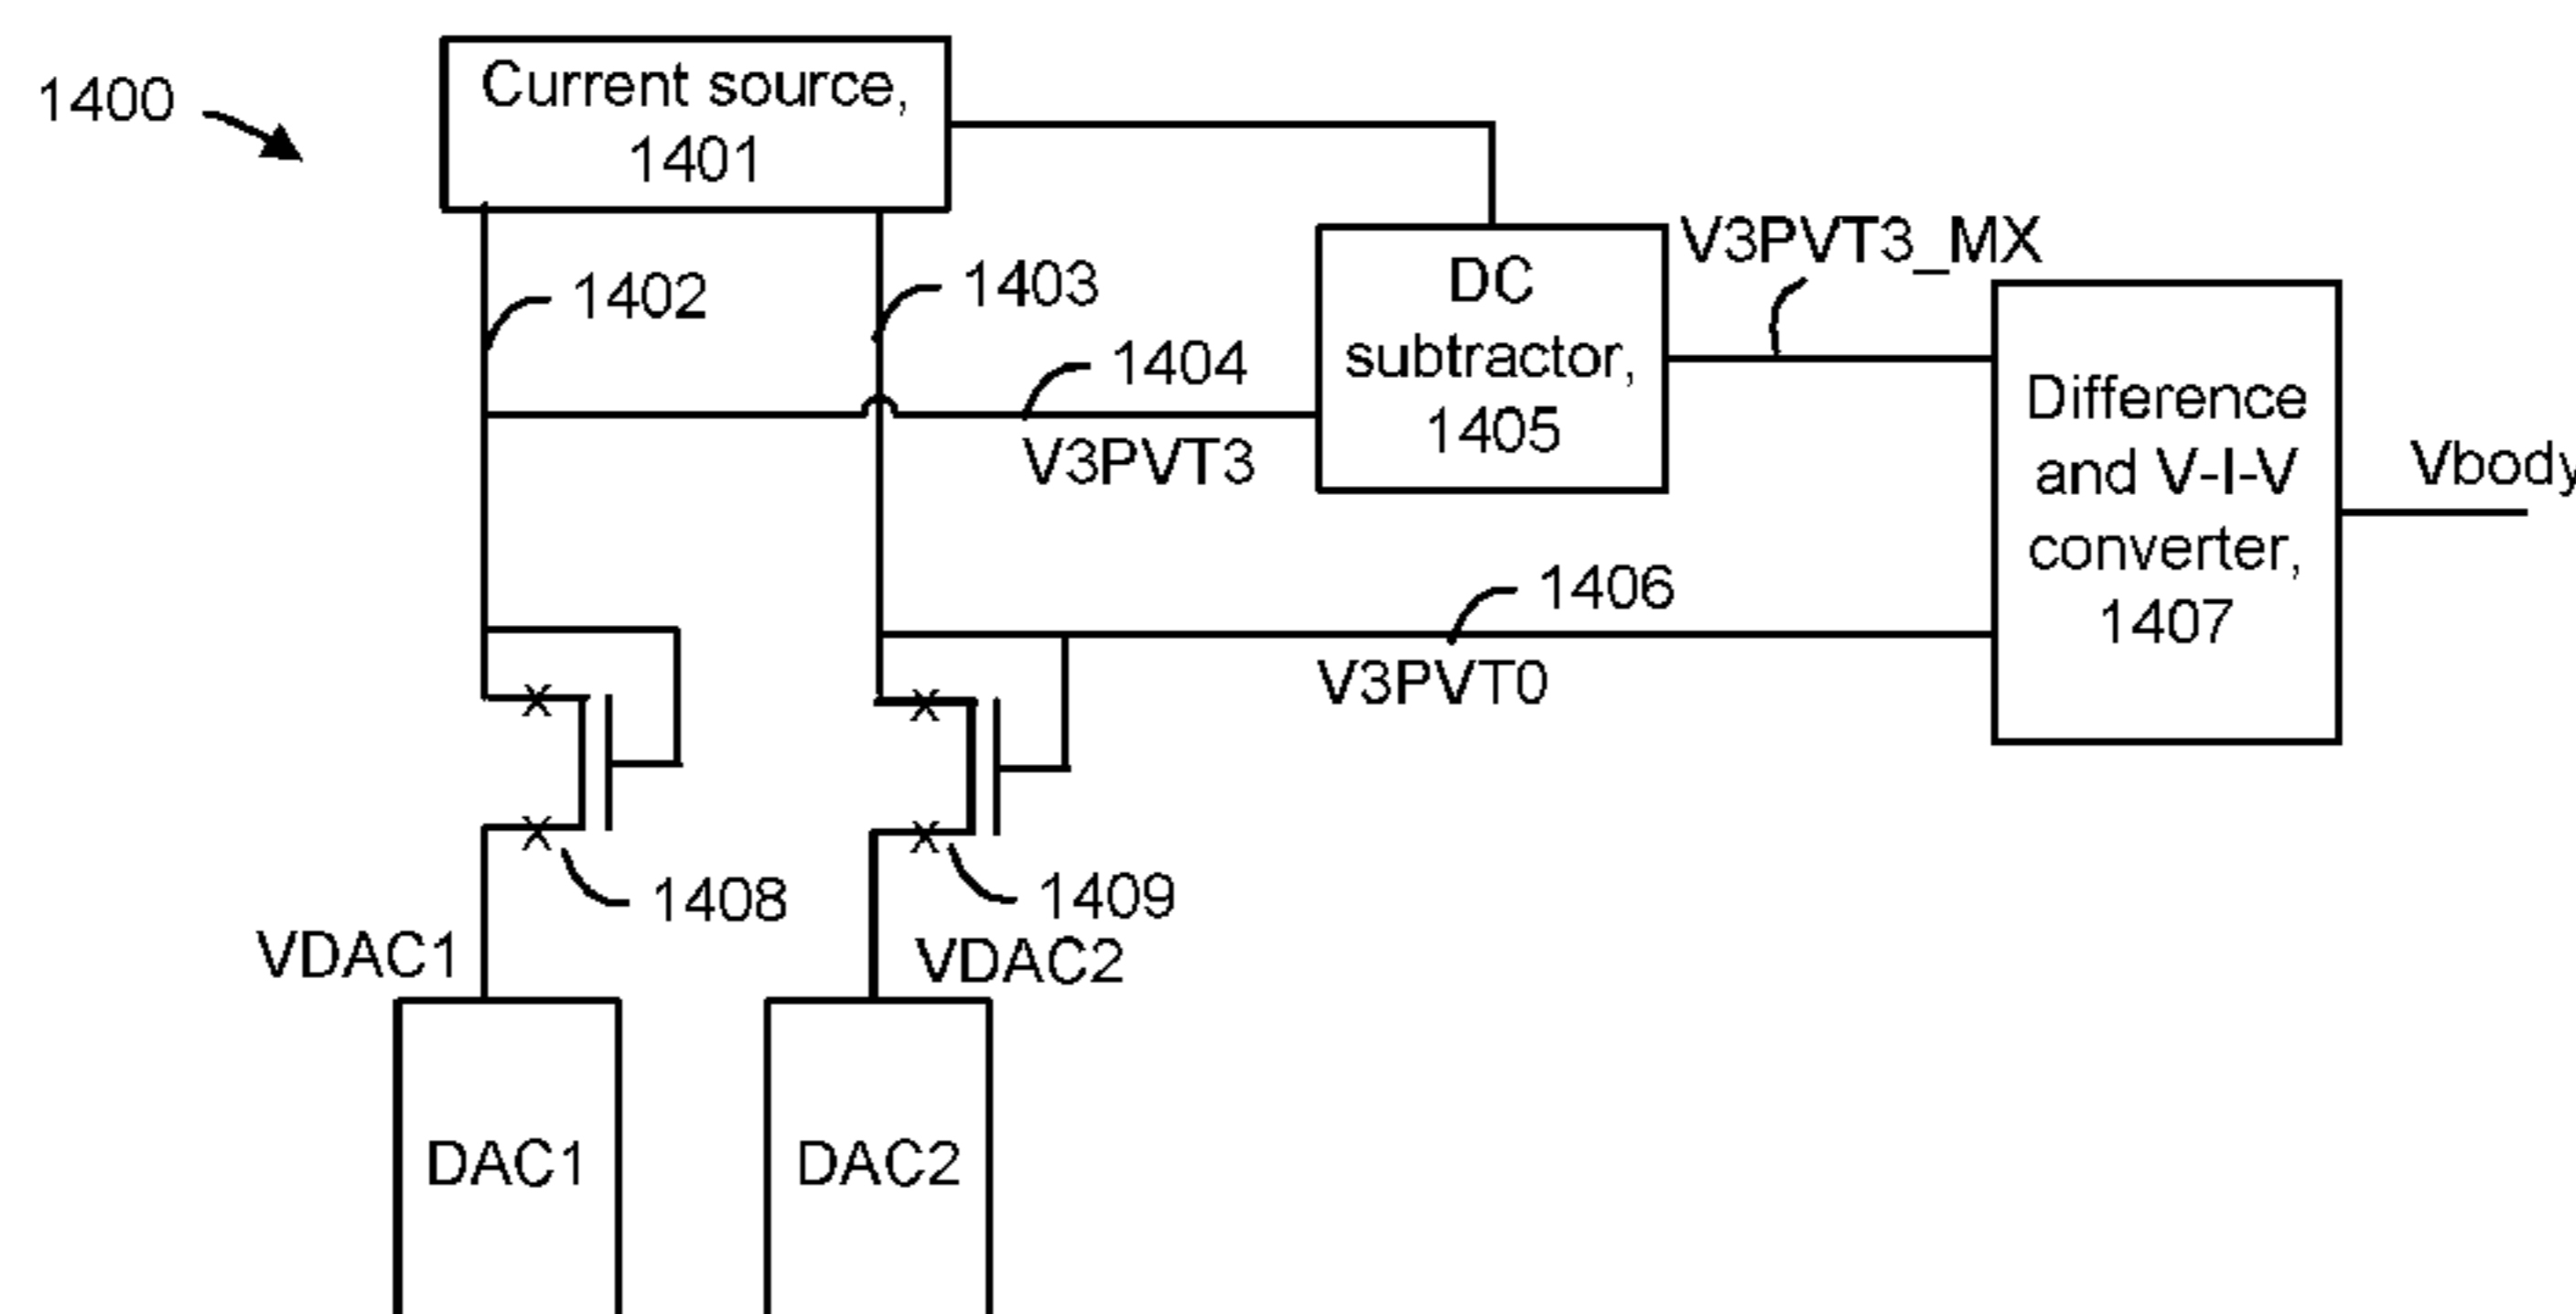 1400
Current source,
1401
1402
1403
1404
V3PVT3
DC
subtractor,
1405
V3PVT3_MX
Difference
and V-I-V
converter,
1407
Vbody
1406
V3PVT0
1408
1409
VDAC1
VDAC2
DAC1
DAC2